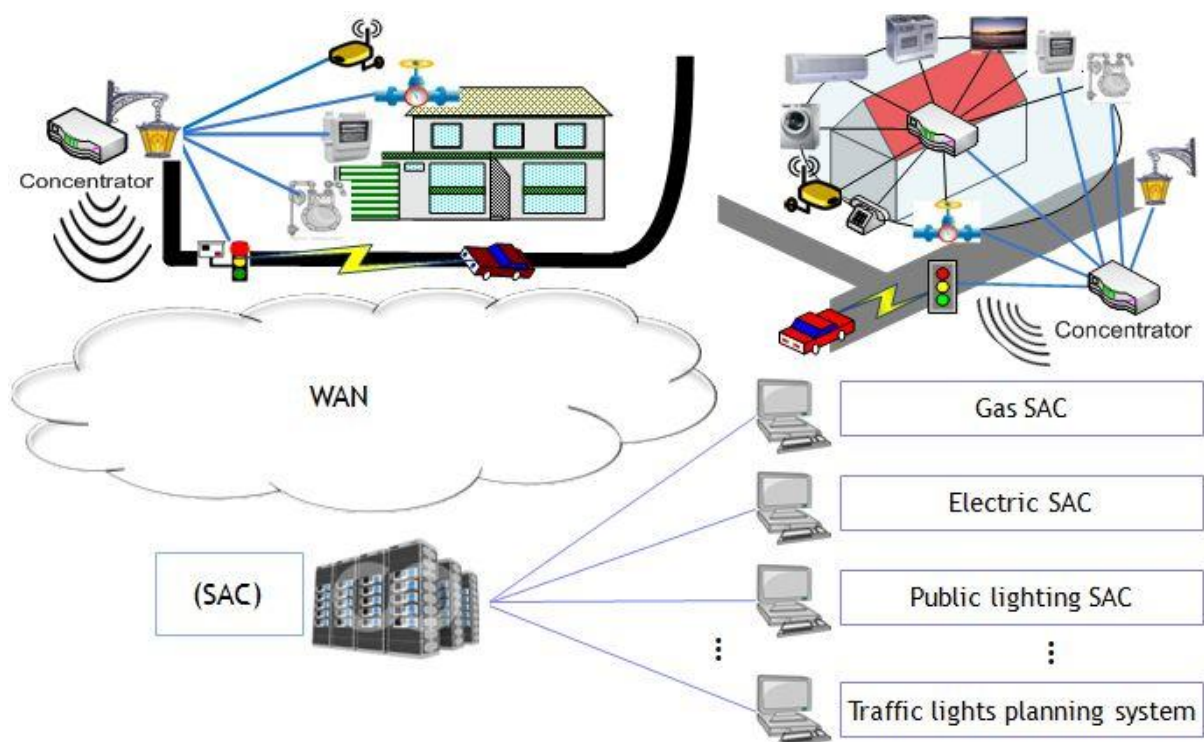 Concentrator
Concentrator
WAN
Gas SAC
Electric SAC
(SAC)
Public lighting SAC
Traffic lights planning system